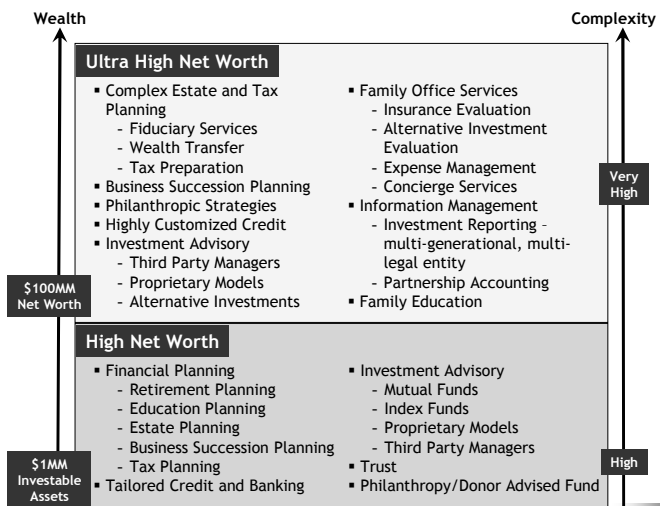 Wealth
Complexity
Ultra High Net Worth
▪ Complex Estate and Tax
Planning
- Fiduciary Services
- Wealth Transfer
- Tax Preparation
▪ Business Succession Planning
▪ Philanthropic Strategies
▪ Highly Customized Credit
▪ Investment Advisory
- Third Party Managers
- Proprietary Models
- Alternative Investments
▪ Family Office Services
- Insurance Evaluation
- Alternative Investment
Evaluation
- Expense Management
- Concierge Services
▪ Information Management
- Investment Reporting –
multi-generational, multi-
legal entity
- Partnership Accounting
▪ Family Education
Very
High
$100MM
Net Worth
High Net Worth
▪ Financial Planning
- Retirement Planning
- Education Planning
- Estate Planning
- Business Succession Planning
- Tax Planning
▪ Tailored Credit and Banking
▪ Investment Advisory
- Mutual Funds
- Index Funds
- Proprietary Models
- Third Party Managers
▪ Trust
▪ Philanthropy/Donor Advised Fund
High
$1MM
Investable
Assets